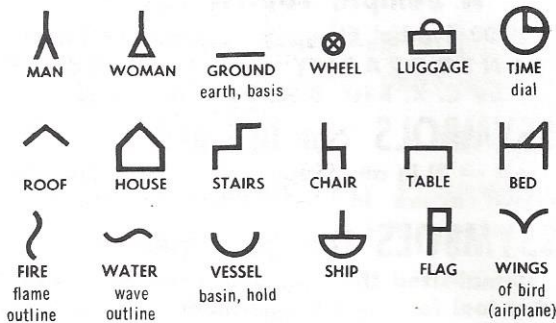 MAN WOMAN GROUND WHEEL LUGGAGE TIME
earth, basis dial
ROOF HOUSE STAIRS CHAIR TABLE BED
FIRE WATER VESSEL SHIP FLAG WINGS
flame wave basin, hold of bird
outline outline (airplane)